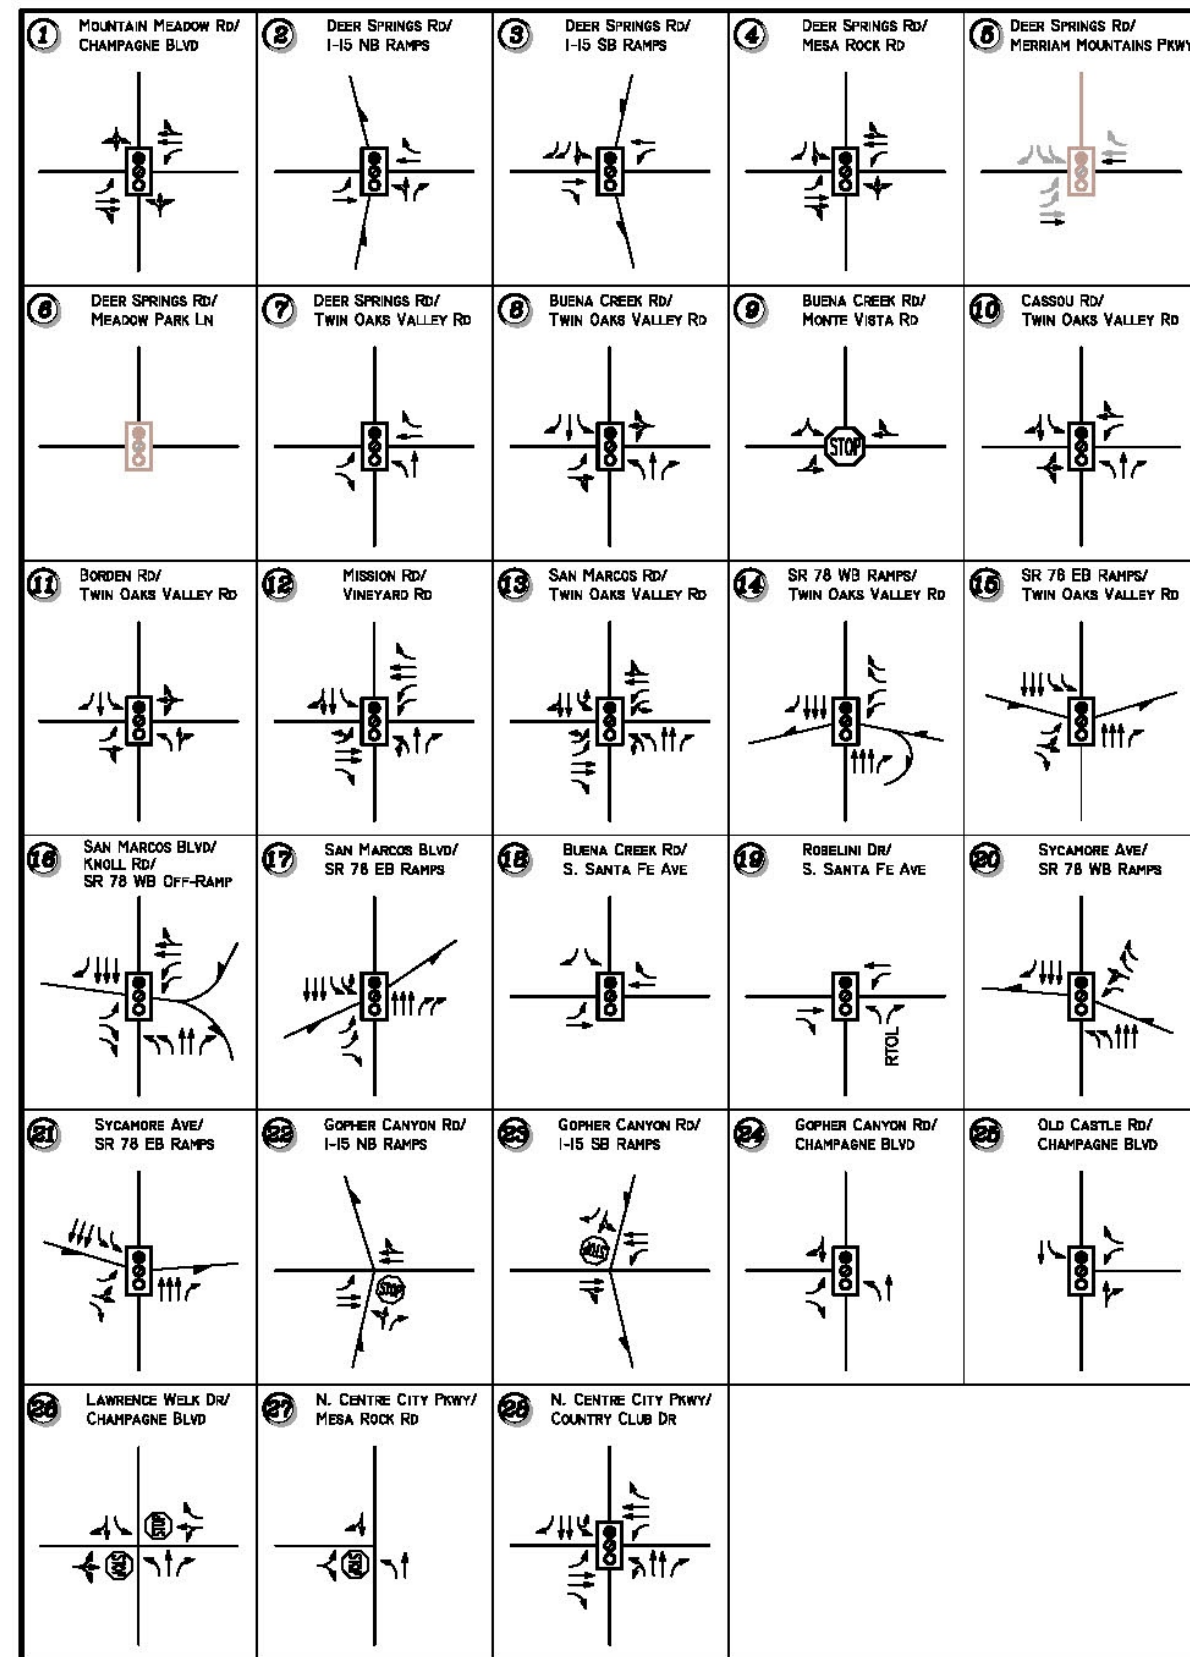 1 MOUNTAIN MEADOW RD/
CHAMPAGNE BLVD
2 DEER SPRINGS RD/
I-15 NB RAMPS
3 DEER SPRINGS RD/
I-15 SB RAMPS
4 DEER SPRINGS RD/
MESA ROCK RD
5 DEER SPRINGS RD/
MERRIAM MOUNTAINS PKWY
6 DEER SPRINGS RD/
MEADOW PARK LN
7 DEER SPRINGS RD/
TWIN OAKS VALLEY RD
8 BUENA CREEK RD/
TWIN OAKS VALLEY RD
9 BUENA CREEK RD/
MONTE VISTA RD
STOP
10 CASSOU RD/
TWIN OAKS VALLEY RD
11 BORDEN RD/
TWIN OAKS VALLEY RD
12 MISSION RD/
VINEYARD RD
13 SAN MARCOS RD/
TWIN OAKS VALLEY RD
14 SR 78 WB RAMPS/
TWIN OAKS VALLEY RD
15 SR 78 EB RAMPS/
TWIN OAKS VALLEY RD
16 SAN MARCOS BLVD/
KNOLL RD/
SR 78 WB OFF-RAMP
17 SAN MARCOS BLVD/
SR 78 EB RAMPS
18 BUENA CREEK RD/
S. SANTA FE AVE
19 ROBELINI DR/
S. SANTA FE AVE
RTOL
20 SYCAMORE AVE/
SR 78 WB RAMPS
21 SYCAMORE AVE/
SR 78 EB RAMPS
22 GOPHER CANYON RD/
I-15 NB RAMPS
STOP
23 GOPHER CANYON RD/
I-15 SB RAMPS
STOP
24 GOPHER CANYON RD/
CHAMPAGNE BLVD
25 OLD CASTLE RD/
CHAMPAGNE BLVD
26 LAWRENCE WELK DR/
CHAMPAGNE BLVD
STOP
STOP
27 N. CENTRE CITY PKWY/
MESA ROCK RD
STOP
28 N. CENTRE CITY PKWY/
COUNTRY CLUB DR